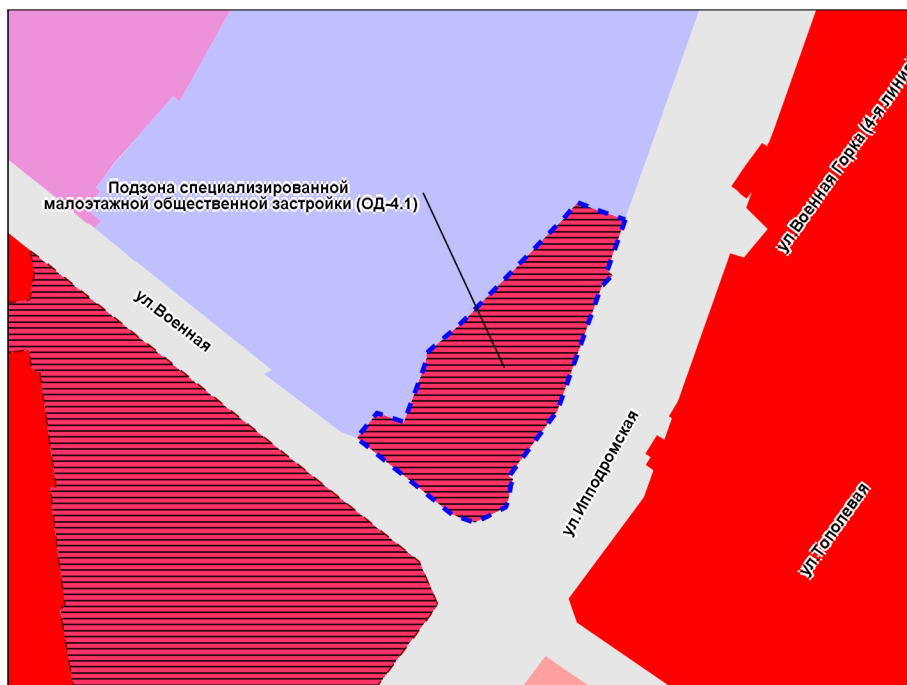 ул.Военная Горка (4-я линия)
Подзона специализированной
малоэтажной общественной застройки (ОД-4.1)
ул.Военная
ул.Ипподромская
ул.Тополевая